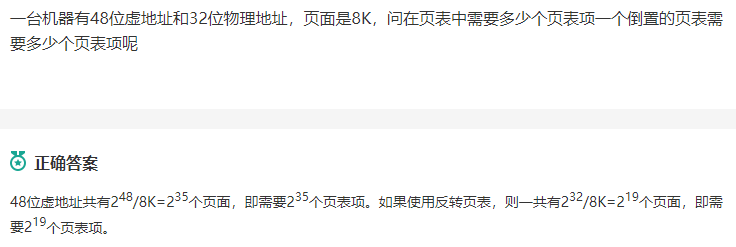 一台机器有48位虚地址和32位物理地址，页面是8K，问在页表中需要多少个页表项一个倒置的页表需
要多少个页表项呢
正确答案
48位虚地址共有2⁴⁸/8K=2³⁵个页面，即需要2³⁵个页表项。如果使用反转页表，则一共有2³²/8K=2¹⁹个页面，即需
要2¹⁹个页表项。